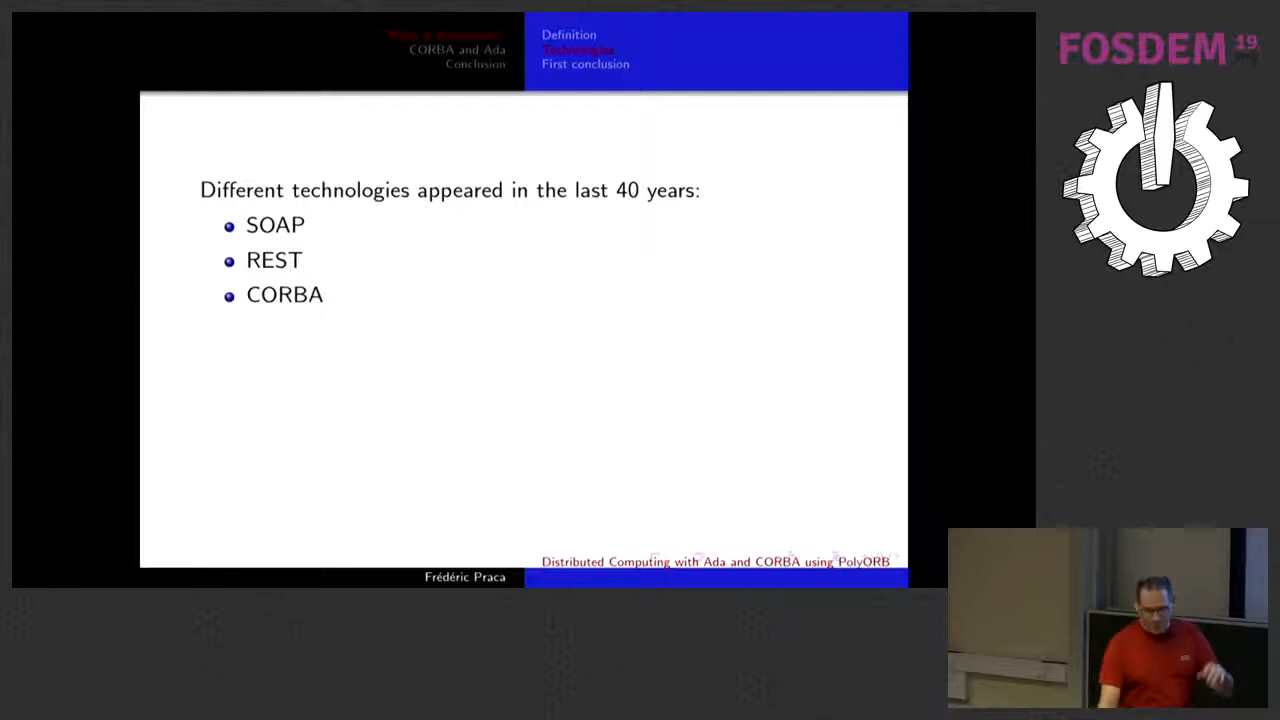 CORBA and Ada
Conclusion
Definition
Technologies
First conclusion
FOSDEM 19
Different technologies appeared in the last 40 years:
SOAP
REST
CORBA
Distributed Computing with Ada and CORBA using PolyORB
Frédéric Praca